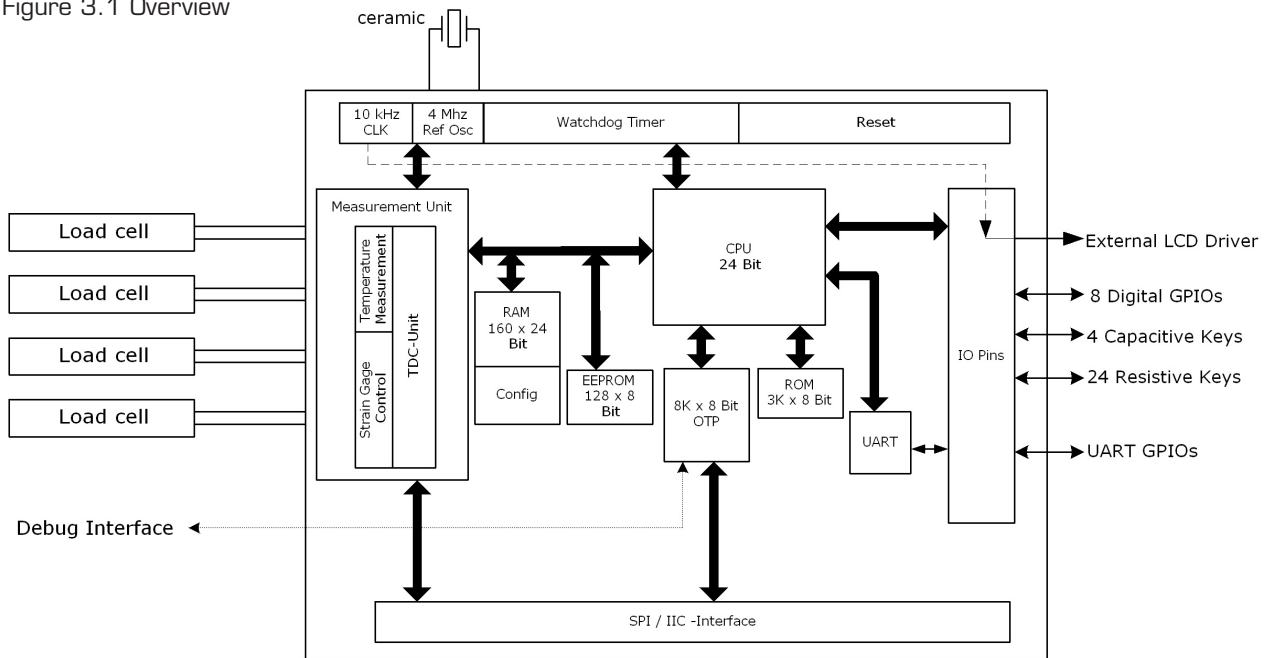 Figure 3.1 Overview
ceramic
10 kHz
CLK
4 Mhz
Ref Osc
Watchdog Timer
Reset
Measurement Unit
Temperature
Measurement
Strain Gage
Control
TDC-Unit
Load cell
Load cell
Load cell
Load cell
RAM
160 x 24
Bit
Config
EEPROM
128 x 8
Bit
CPU
24 Bit
8K x 8 Bit
OTP
ROM
3K x 8 Bit
UART
IO Pins
External LCD Driver
8 Digital GPIOs
4 Capacitive Keys
24 Resistive Keys
UART GPIOs
Debug Interface
SPI / IIC -Interface